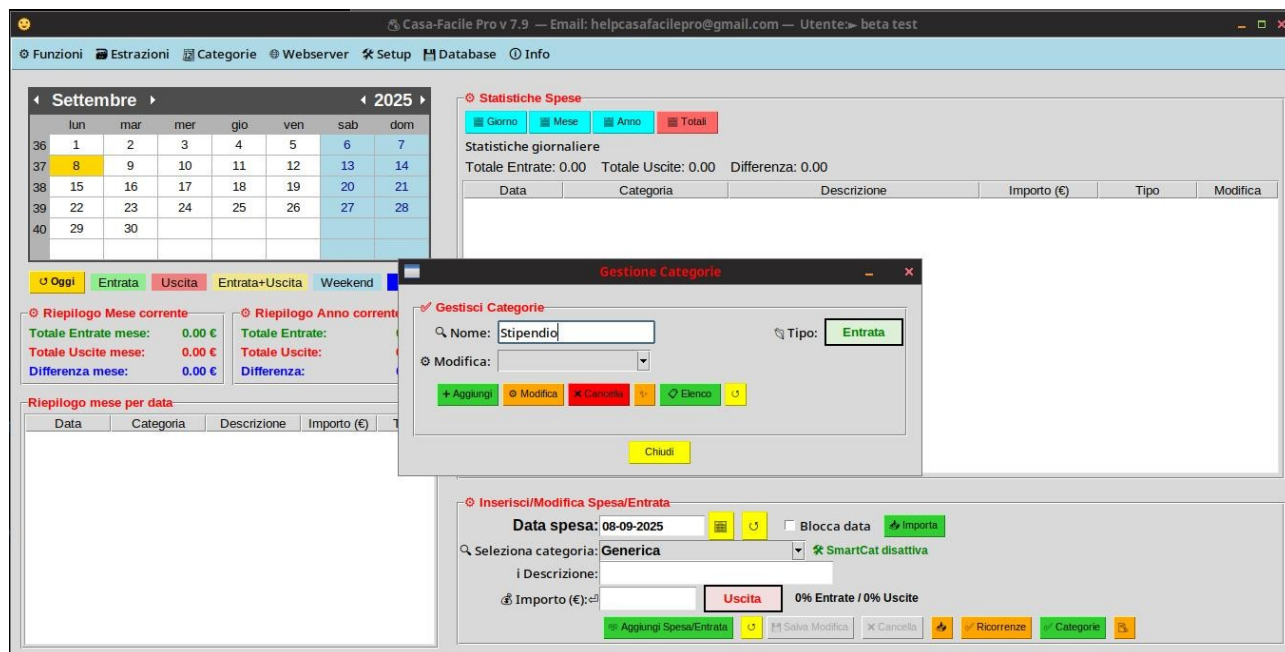 Casa-Facile Pro v 7.9 — Email: helpcasafacilepro@gmail.com — Utente:► beta test
Funzioni Estrazioni Categorie Webserver Setup Database Info
Settembre 2025
lun mar mer gio ven sab dom
36 1 2 3 4 5 6 7
37 8 9 10 11 12 13 14
38 15 16 17 18 19 20 21
39 22 23 24 25 26 27 28
40 29 30
Oggi Entrata Uscita Entrata+Uscita Weekend
Riepilogo Mese corrente
Totale Entrate mese: 0.00 €
Totale Uscite mese: 0.00 €
Differenza mese: 0.00 €
Riepilogo Anno corrente
Totale Entrate:
Totale Uscite:
Differenza:
Riepilogo mese per data
Data Categoria Descrizione Importo (€)
Statistiche Spese
Giorno Mese Anno Totali
Statistiche giornaliere
Totale Entrate: 0.00 Totale Uscite: 0.00 Differenza: 0.00
Data Categoria Descrizione Importo (€) Tipo Modifica
Gestione Categorie
Gestisci Categorie
Nome: Stipendio Tipo: Entrata
Modifica:
+ Aggiungi Modifica Cancella Elenco
Chiudi
Inserisci/Modifica Spesa/Entrata
Data spesa: 08-09-2025 Blocca data Importa
Seleziona categoria: Generica SmartCat disattiva
i Descrizione:
Importo (€): Uscita 0% Entrate / 0% Uscite
Aggiungi Spesa/Entrata Salva Modifica Cancella Ricorrenze Categorie